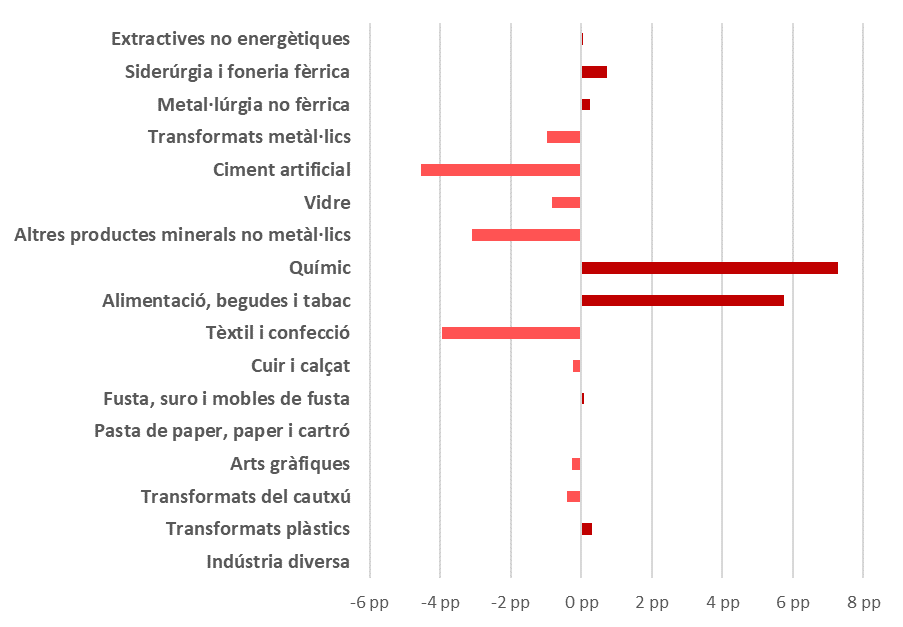 Extractives no energètiques
Siderúrgia i foneria fèrrica
Metal·lúrgia no fèrrica
Transformats metàl·lics
Ciment artificial
Vidre
Altres productes minerals no metàl·lics
Químic
Alimentació, begudes i tabac
Tèxtil i confecció
Cuir i calçat
Fusta, suro i mobles de fusta
Pasta de paper, paper i cartró
Arts gràfiques
Transformats del cautxú
Transformats plàstics
Indústria diversa
-6 pp -4 pp -2 pp 0 pp 2 pp 4 pp 6 pp 8 pp